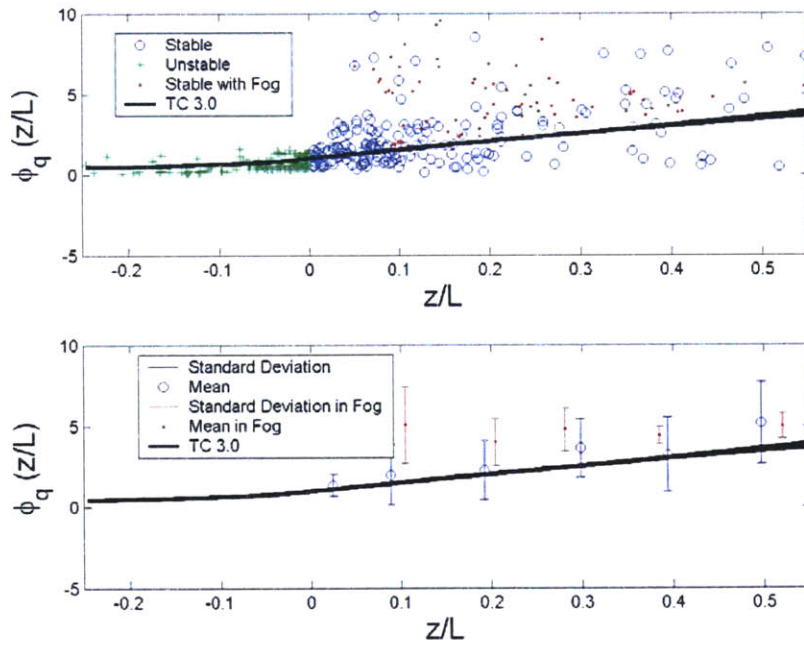 10
5
0
-5
Stable
Unstable
Stable with Fog
TC 3.0
ϕq (z/L)
-0.2 -0.1 0 0.1 0.2 0.3 0.4 0.5
z/L
10
5
0
-5
Standard Deviation
Mean
Standard Deviation in Fog
Mean in Fog
TC 3.0
ϕq (z/L)
-0.2 -0.1 0 0.1 0.2 0.3 0.4 0.5
z/L